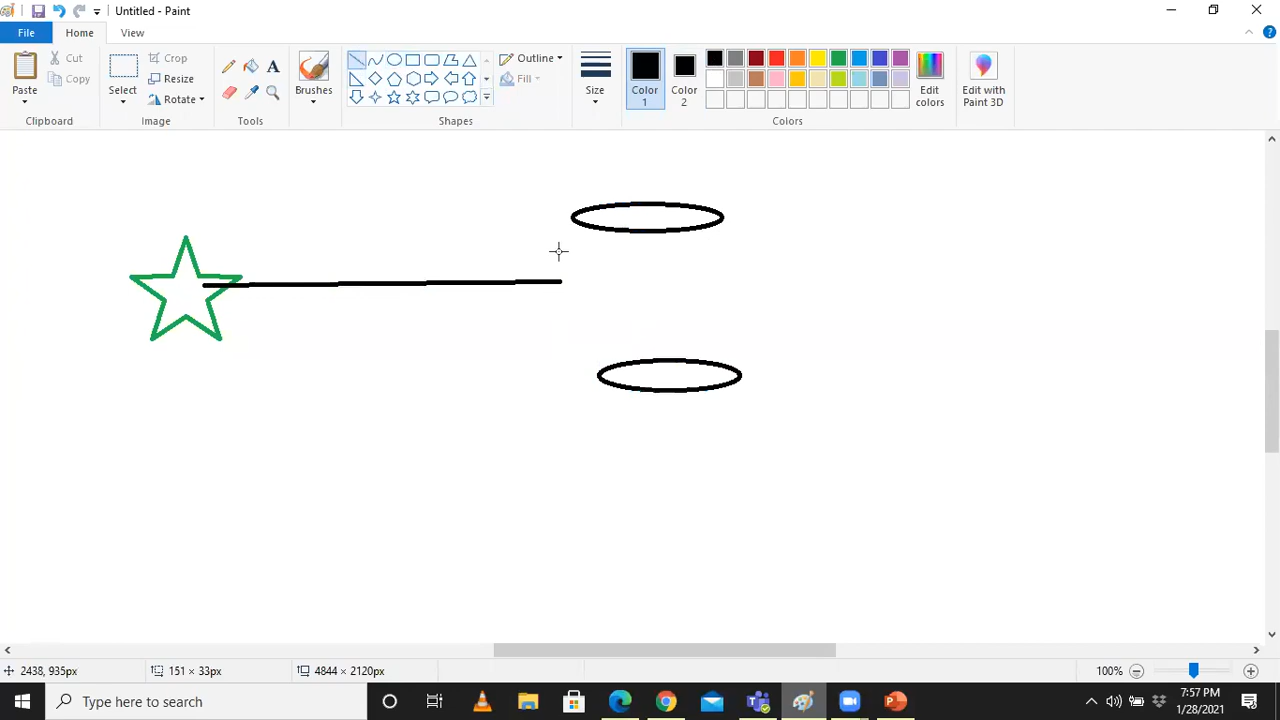 Untitled - Paint
File
Home
View
Paste
Cut
Copy
Clipboard
Select
Crop
Resize
Rotate
Image
A
Tools
Brushes
Outline
Fill
Shapes
Size
Color 1
Color 2
Edit colors
Colors
Edit with Paint 3D
2438, 935px
151 × 33px
4844 × 2120px
100%
Type here to search
7:57 PM
1/28/2021